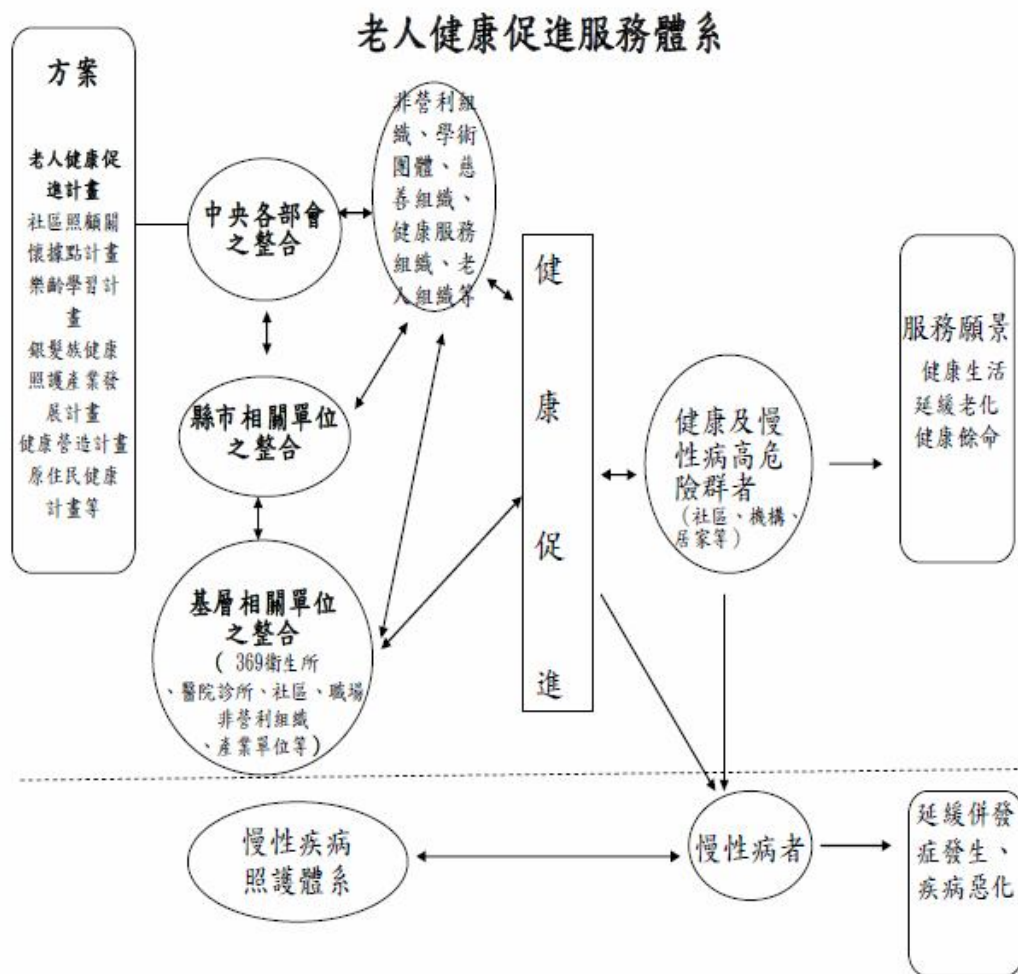 老人健康促進服務體系
方案
老人健康促
進計畫
社區照顧關
懷據點計畫
樂齡學習計
畫
銀髮族健康
照護產業發
展計畫
健康營造計畫
原住民健康
計畫等
中央各部會
之整合
非營利組
織、學術
團體、慈
善組織、
健康服務
組織、老
人組織等
縣市相關單位
之整合
基層相關單位
之整合
( 369衛生所
、醫院診所、社區、職場
非營利組織
、產業單位等)
健
康
促
進
健康及慢
性病高危
險群者
(社區、機構、
居家等)
服務願景
健康生活
延緩老化
健康餘命
慢性疾病
照護體系
慢性病者
延緩併發
症發生、
疾病惡化